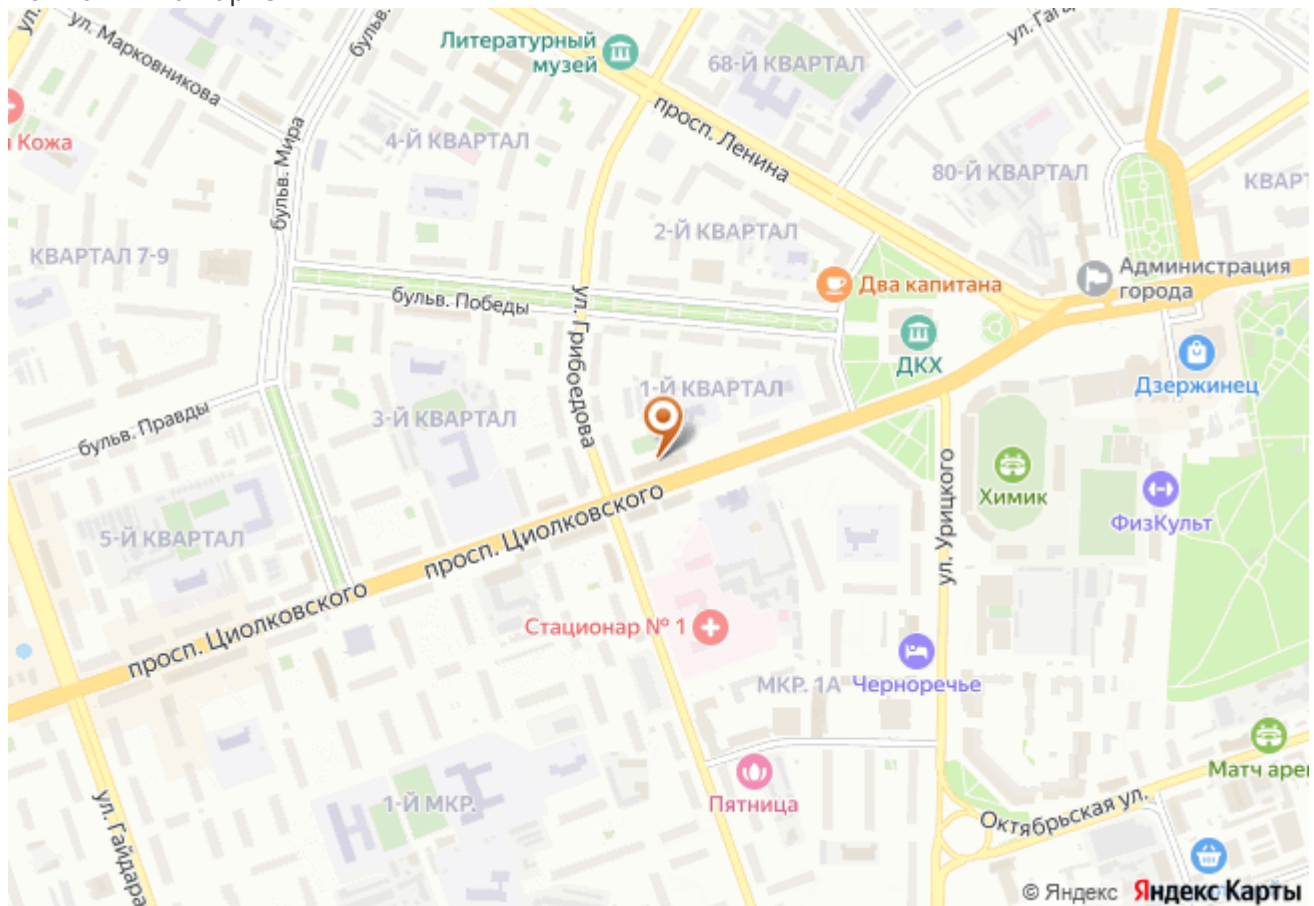 ул.
ул. Марковникова
бульв.
Литературный
музей
68-Й КВАРТАЛ
ул. Гага
Кожа
бульв. Мира
4-Й КВАРТАЛ
просп. Ленина
80-Й КВАРТАЛ
КВАРТ
КВАРТАЛ 7-9
2-Й КВАРТАЛ
Администрация
города
Два капитана
бульв. Победы
ул. Грибоедова
ДКХ
Дзержинец
1-Й КВАРТАЛ
3-Й КВАРТАЛ
бульв. Правды
Химик
ФизКульт
5-Й КВАРТАЛ
просп. Циолковского
просп. Циолковского
ул. Урицкого
Стационар № 1
МКР. 1А
Черноречье
Матч арен
Пятница
1-Й МКР.
ул. Гайдара
Октябрьская ул.
© Яндекс Яндекс Карты